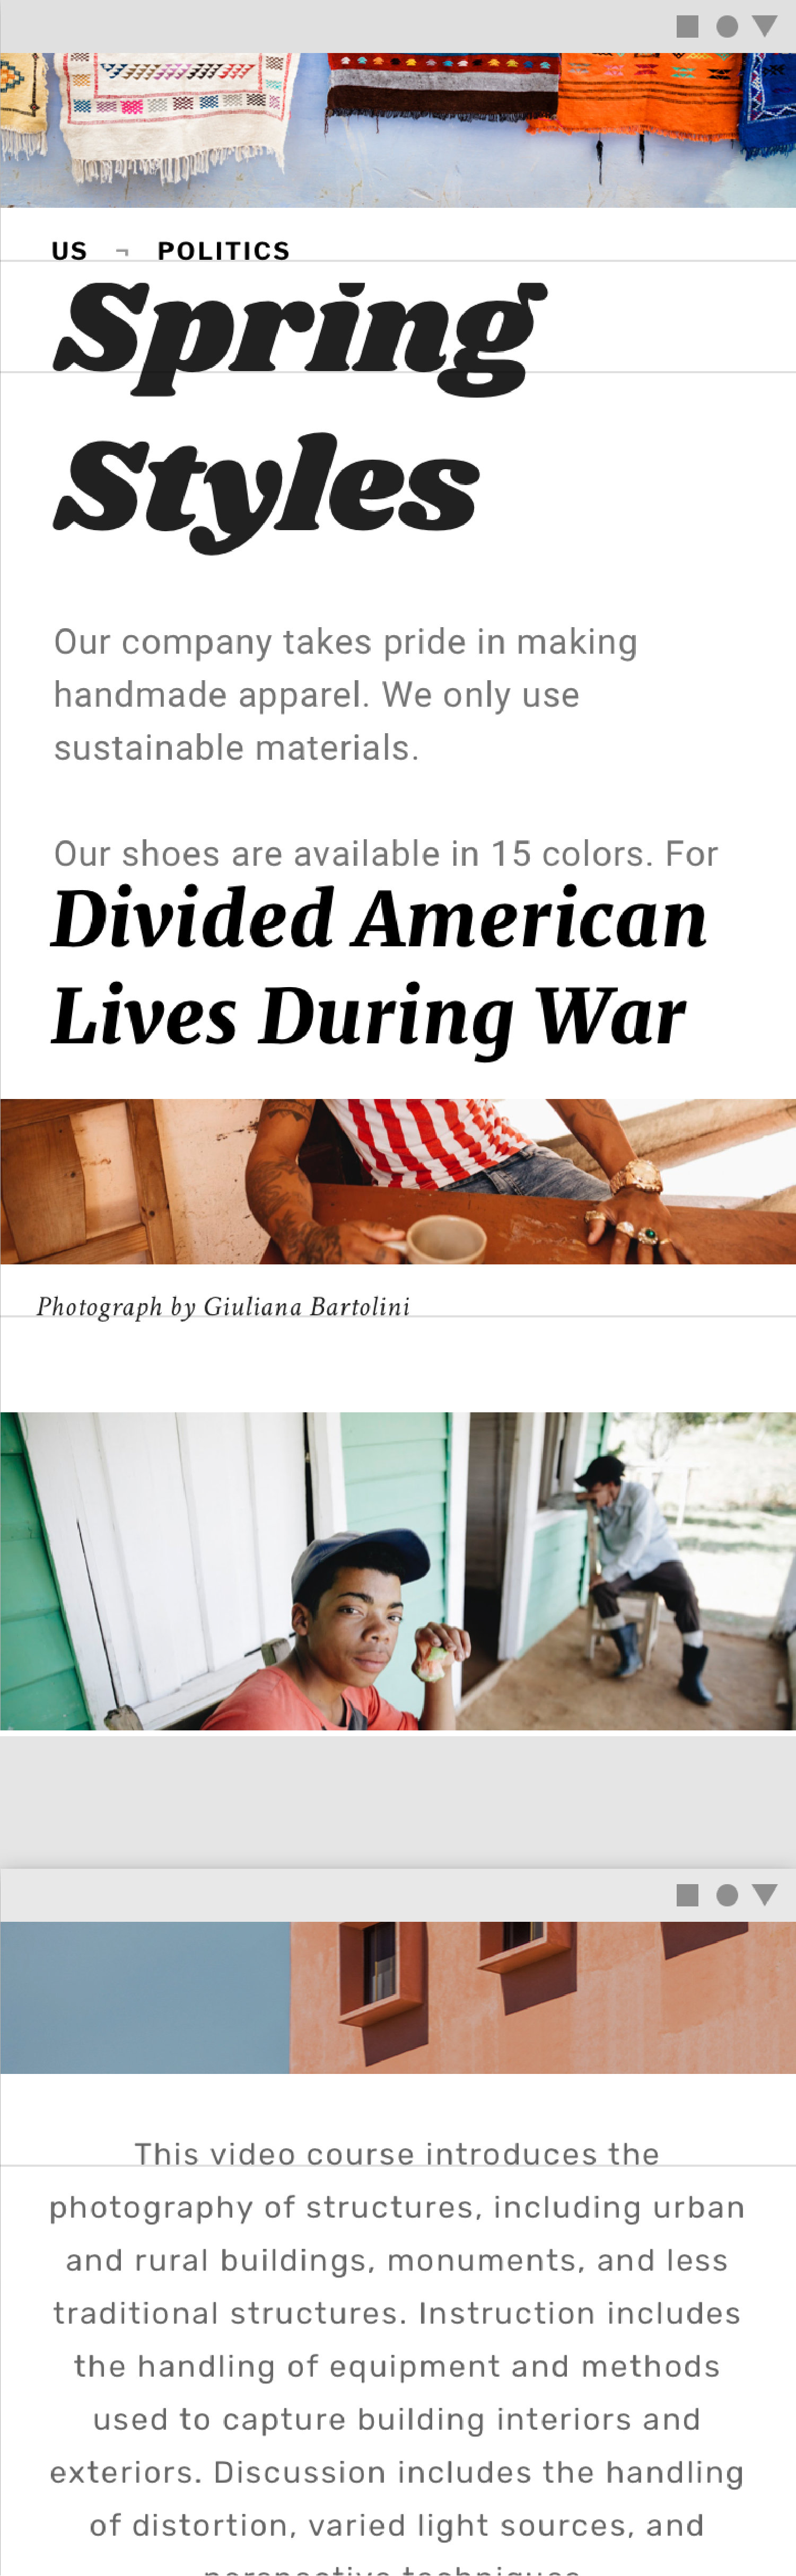 US ¬ POLITICS
Spring
Styles
Our company takes pride in making
handmade apparel. We only use
sustainable materials.
Our shoes are available in 15 colors. For
Divided American
Lives During War
Photograph by Giuliana Bartolini
This video course introduces the
photography of structures, including urban
and rural buildings, monuments, and less
traditional structures. Instruction includes
the handling of equipment and methods
used to capture building interiors and
exteriors. Discussion includes the handling
of distortion, varied light sources, and
perspective techniques